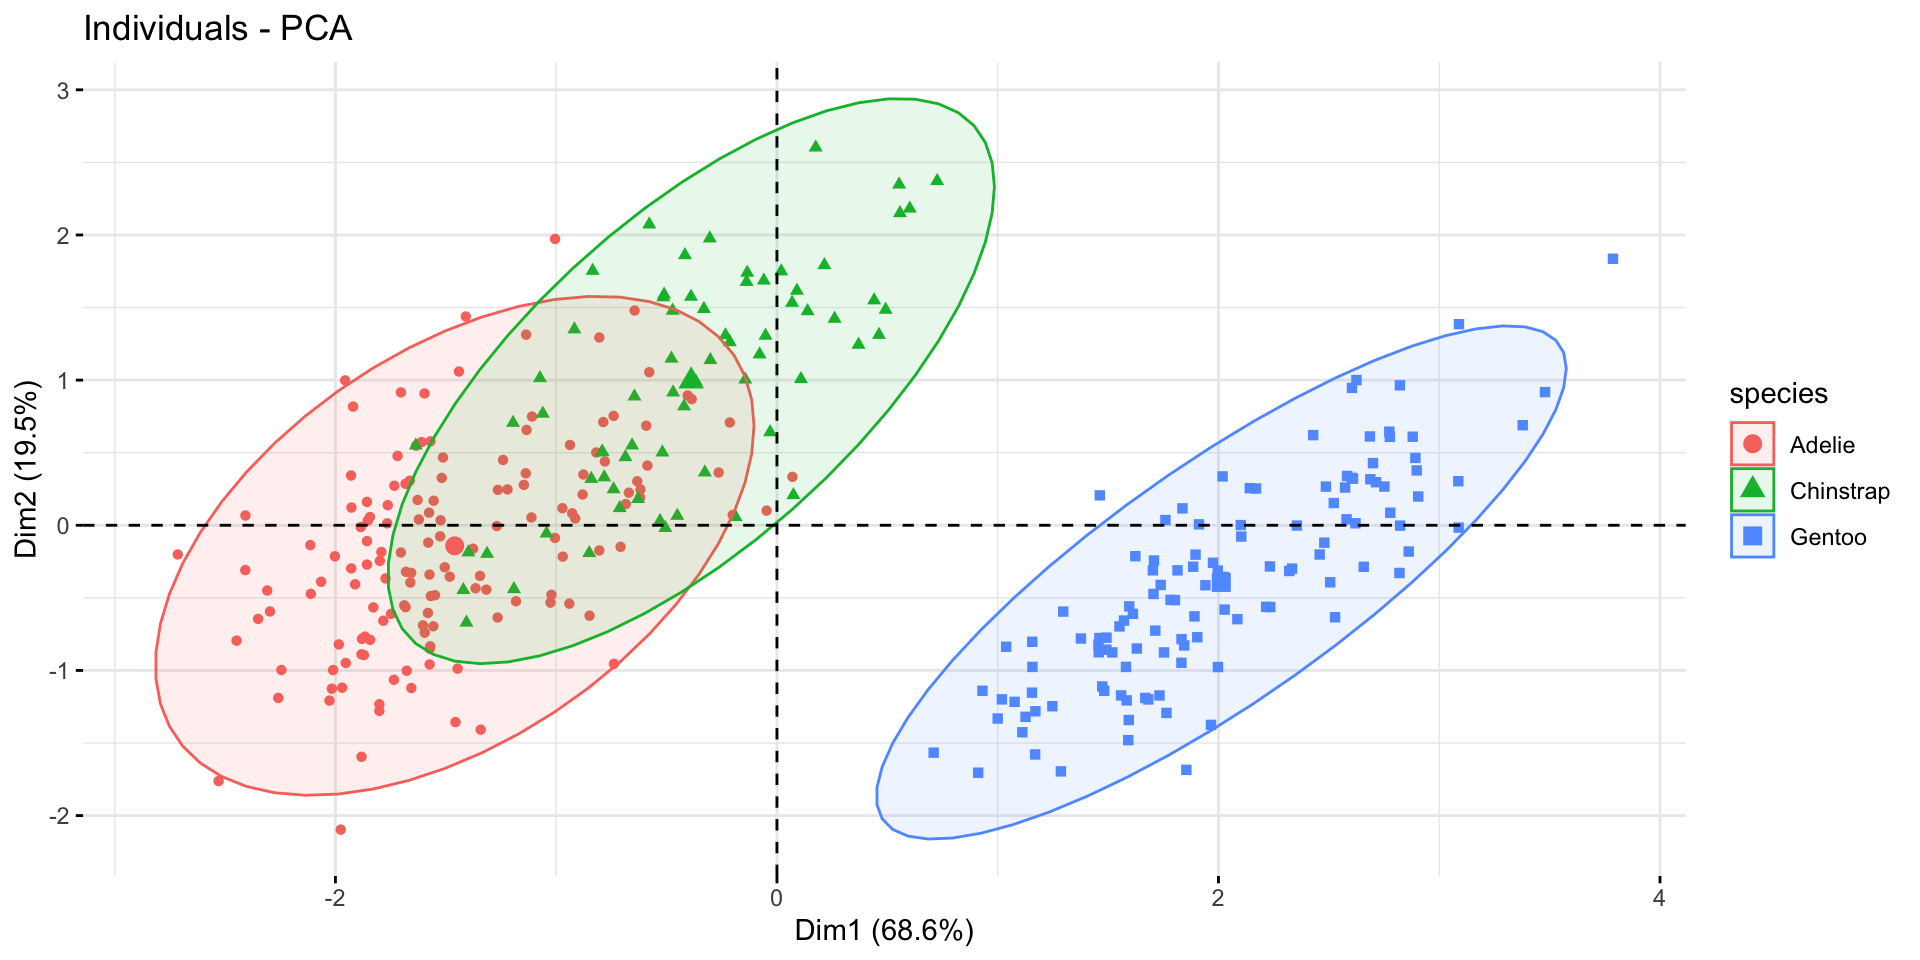 Individuals - PCA
3
2
1
0
-1
-2
Dim2 (19.5%)
-2
0
2
4
Dim1 (68.6%)
species
Adelie
Chinstrap
Gentoo